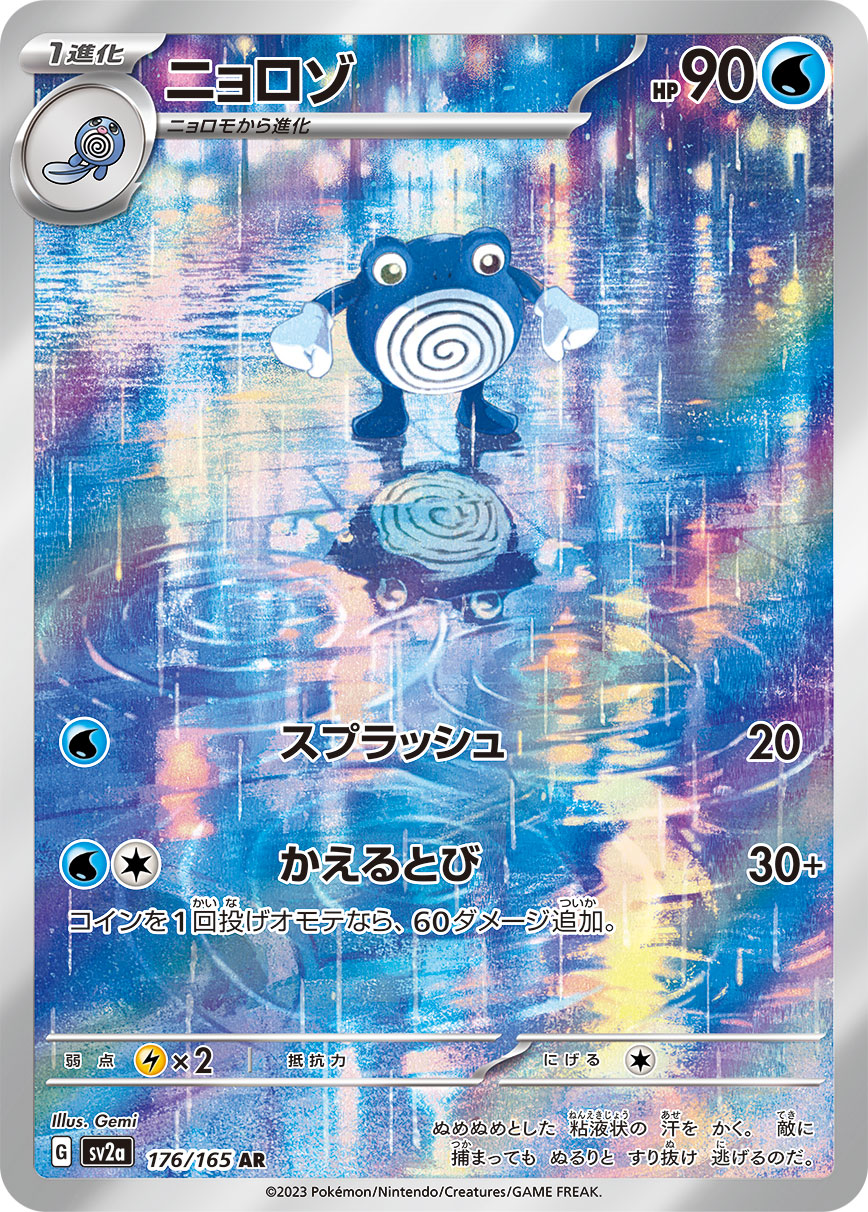 1進化
ニョロゾ
HP 90
ニョロモから進化
スプラッシュ 20
かえるとび 30+
コインを1回投げオモテなら、60ダメージ追加。
弱点 ×2 抵抗力 にげる
Illus. Gemi
G sv2a 176/165 AR
ぬめぬめとした 粘液状の 汗を かく。 敵に
捕まっても ぬるりと すり抜け 逃げるのだ。
©2023 Pokémon/Nintendo/Creatures/GAME FREAK.